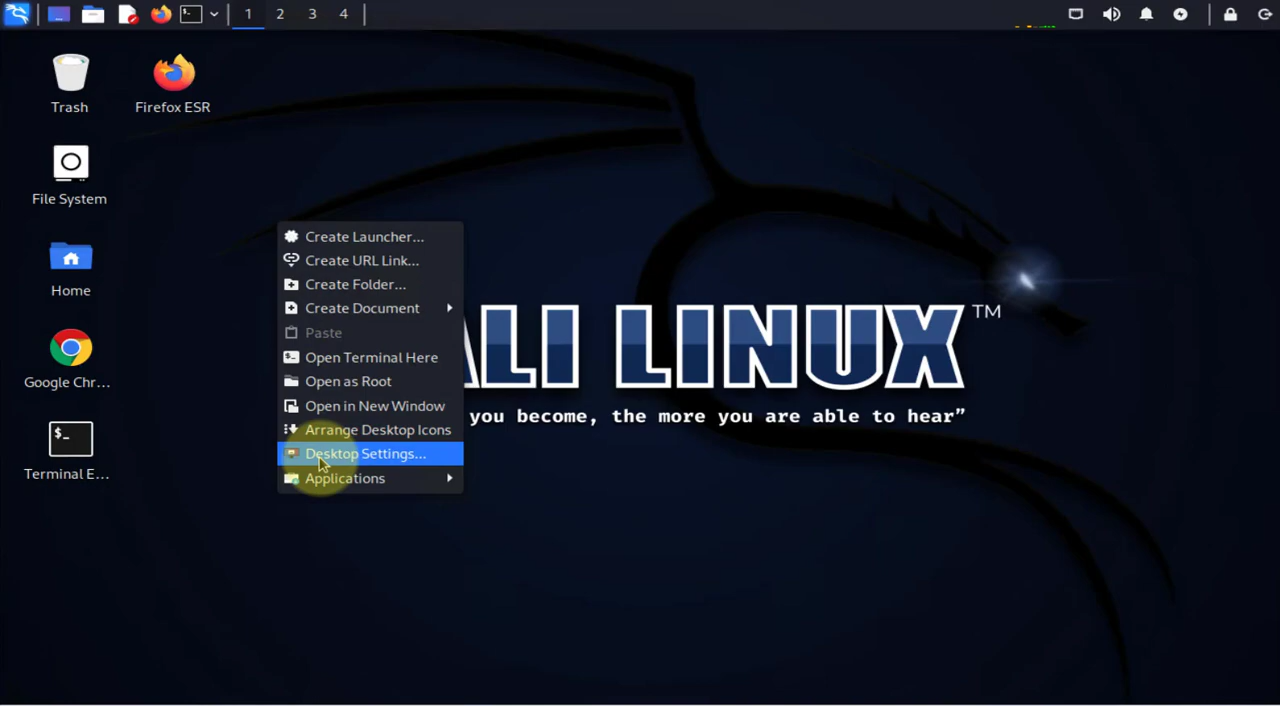 1 2 3 4
Trash
Firefox ESR
File System
Home
Google Chr...
Terminal E...
Create Launcher...
Create URL Link...
Create Folder...
Create Document
Paste
Open Terminal Here
Open as Root
Open in New Window
Arrange Desktop Icons
Desktop Settings...
Applications
ALI LINUX™
you become, the more you are able to hear”